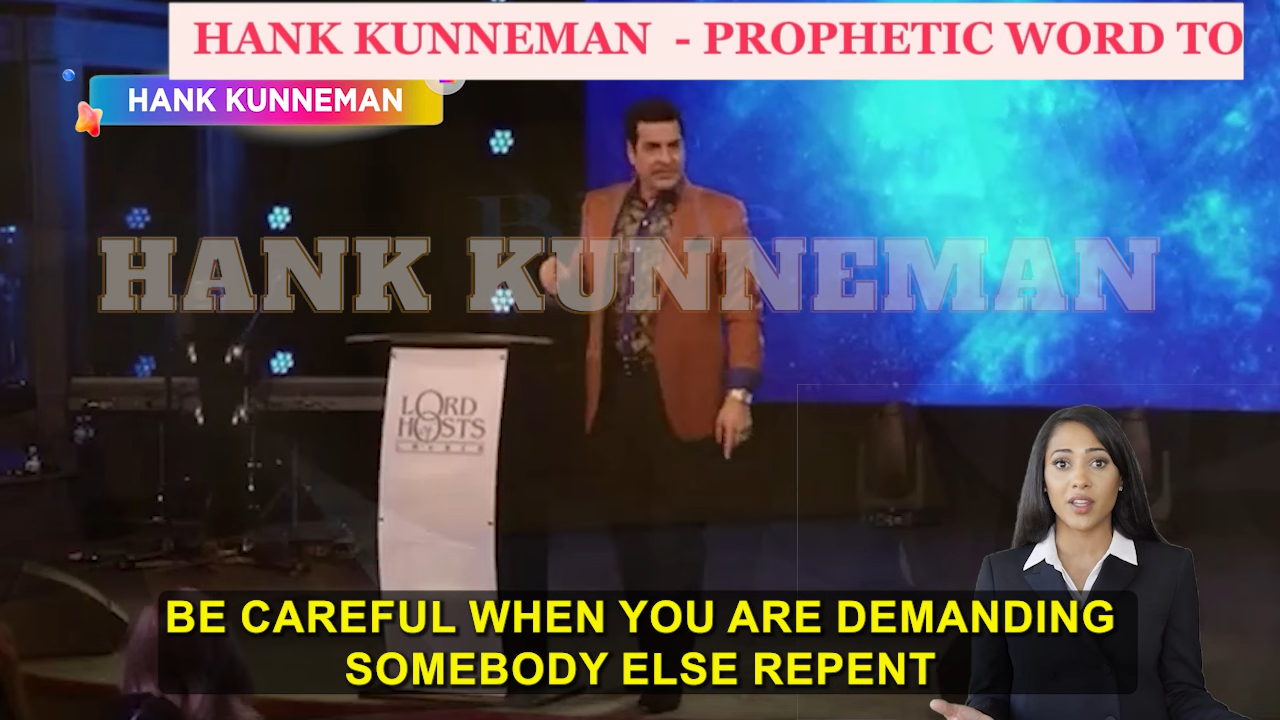 HANK KUNNEMAN - PROPHETIC WORD TO
HANK KUNNEMAN
HANK KUNNEMAN
LORD
of
HOSTS
CHURCH
BE CAREFUL WHEN YOU ARE DEMANDING
SOMEBODY ELSE REPENT